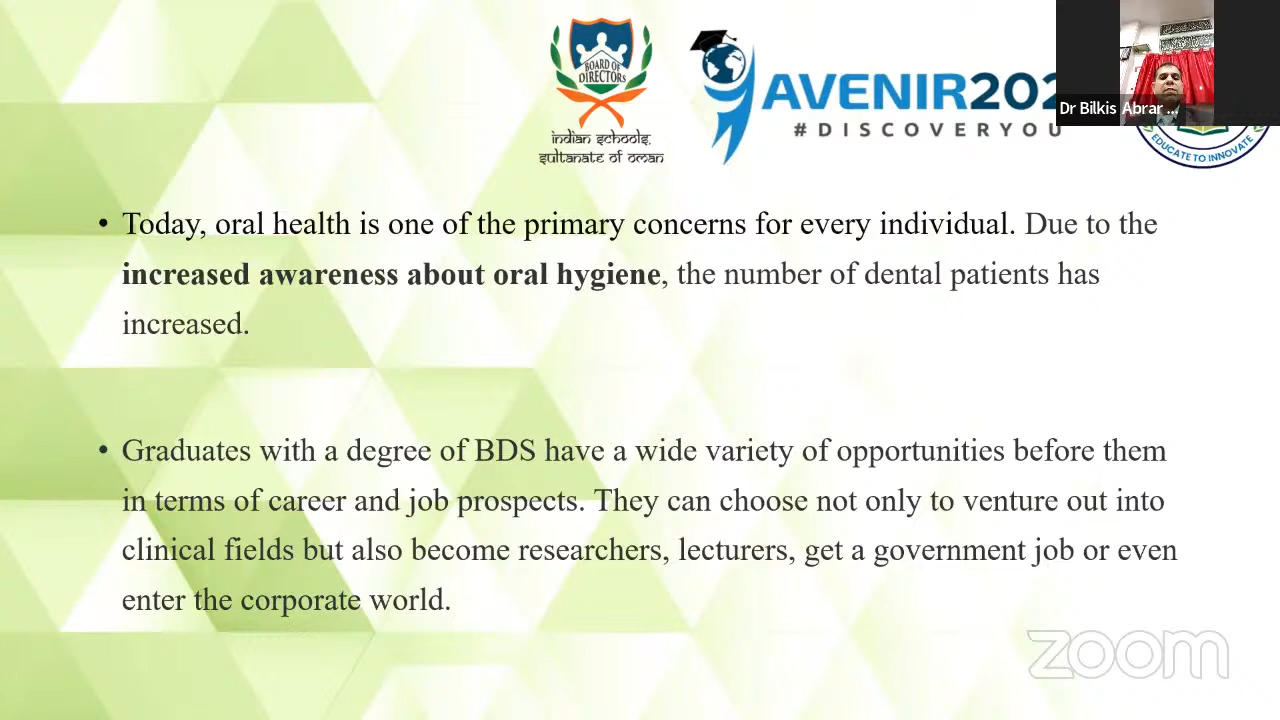 BOARD OF
DIRECTORS
indian schools,
sultanate of oman
AVENIR202
#DISCOVERYOU
Dr Bilkis Abrar ...
EDUCATE TO INNOVATE
• Today, oral health is one of the primary concerns for every individual. Due to the
increased awareness about oral hygiene, the number of dental patients has
increased.
• Graduates with a degree of BDS have a wide variety of opportunities before them
in terms of career and job prospects. They can choose not only to venture out into
clinical fields but also become researchers, lecturers, get a government job or even
enter the corporate world.
zoom